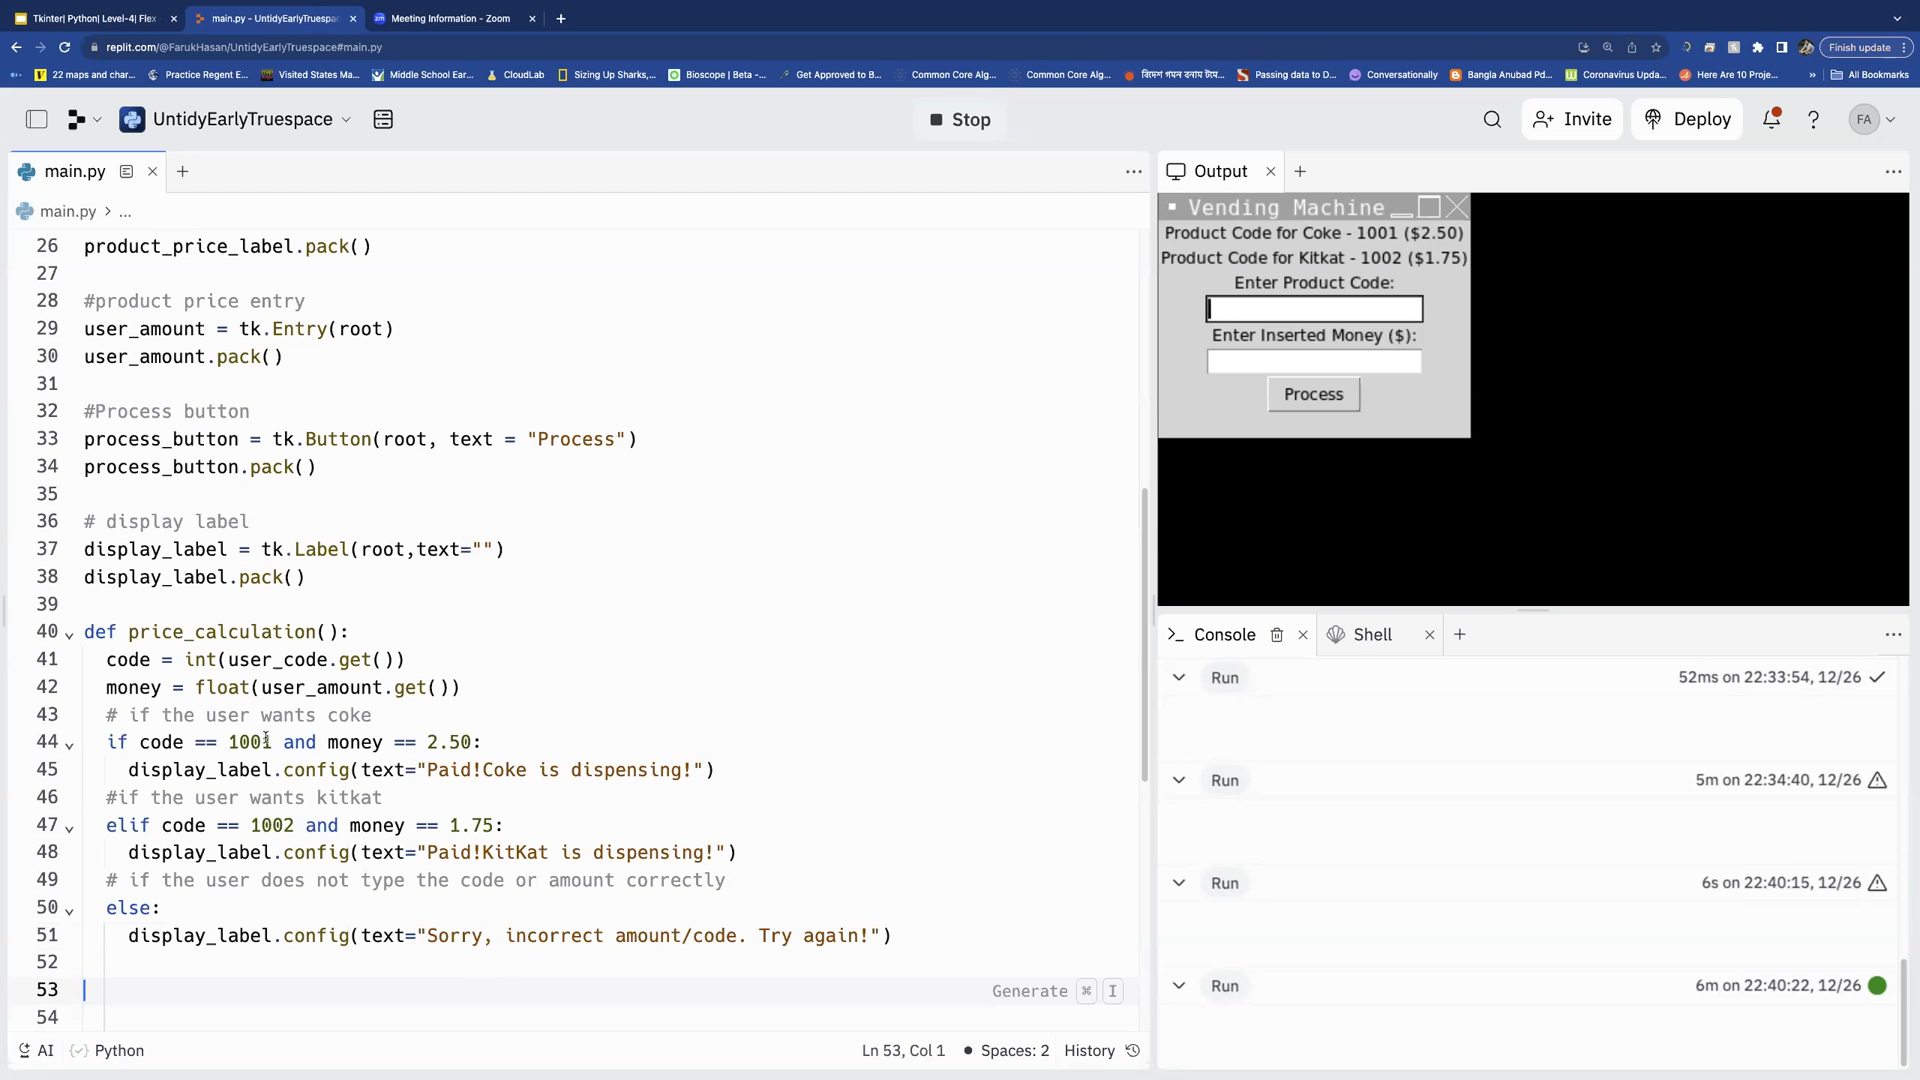 Tkinter| Python| Level-4| Flex
main.py - UntidyEarlyTruespac
Meeting Information - Zoom
replit.com/@FarukHasan/UntidyEarlyTruespace#main.py
Finish update
22 maps and char...
Practice Regent E...
Visited States Ma...
Middle School Ear...
CloudLab
Sizing Up Sharks,...
Bioscope | Beta -...
Get Approved to B...
Common Core Alg...
Common Core Alg...
Passing data to D...
Conversationally
Bangla Anubad Pd...
Coronavirus Upda...
Here Are 10 Proje...
»
All Bookmarks
UntidyEarlyTruespace
Stop
Invite
Deploy
FA
main.py
main.py > ...
26 product_price_label.pack()
27
28 #product price entry
29 user_amount = tk.Entry(root)
30 user_amount.pack()
31
32 #Process button
33 process_button = tk.Button(root, text = "Process")
34 process_button.pack()
35
36 # display label
37 display_label = tk.Label(root,text="")
38 display_label.pack()
39
40 def price_calculation():
41 code = int(user_code.get())
42 money = float(user_amount.get())
43 # if the user wants coke
44 if code == 1001 and money == 2.50:
45 display_label.config(text="Paid!Coke is dispensing!")
46 #if the user wants kitkat
47 elif code == 1002 and money == 1.75:
48 display_label.config(text="Paid!KitKat is dispensing!")
49 # if the user does not type the code or amount correctly
50 else:
51 display_label.config(text="Sorry, incorrect amount/code. Try again!")
52
53
Generate ⌘ I
54
AI
Python
Ln 53, Col 1
Spaces: 2
History
Output
Vending Machine
Product Code for Coke - 1001 ($2.50)
Product Code for Kitkat - 1002 ($1.75)
Enter Product Code:
Enter Inserted Money ($):
Process
Console
Shell
Run
52ms on 22:33:54, 12/26
Run
5m on 22:34:40, 12/26
Run
6s on 22:40:15, 12/26
Run
6m on 22:40:22, 12/26